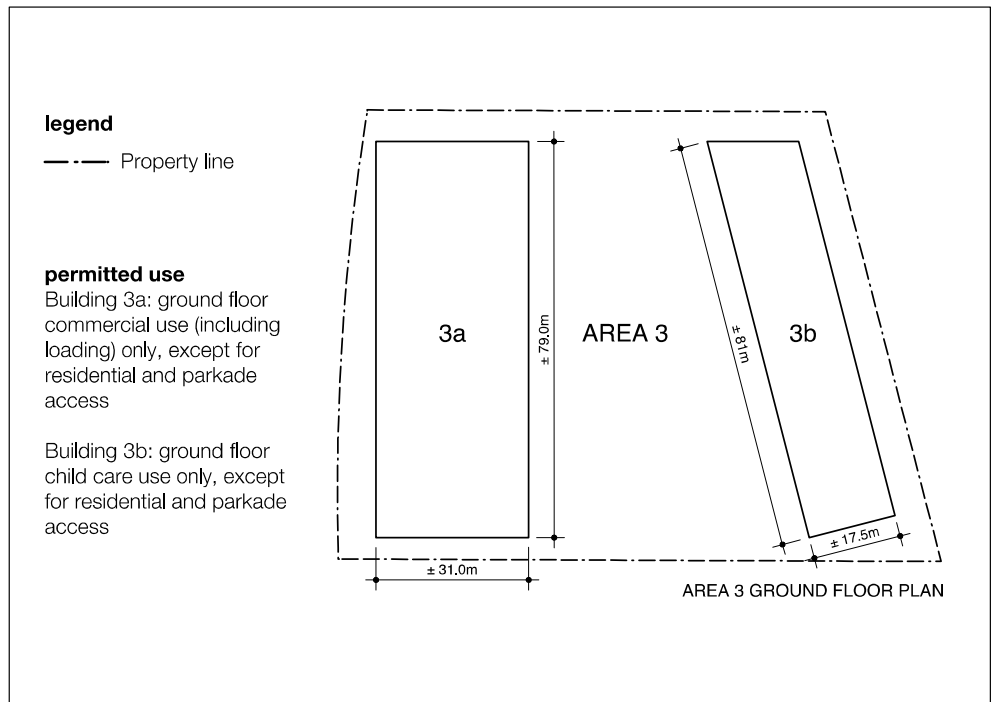 legend
Property line
permitted use
Building 3a: ground floor
commercial use (including
loading) only, except for
residential and parkade
access
Building 3b: ground floor
child care use only, except
for residential and parkade
access
3a
± 79.0m
AREA 3
± 81m
3b
± 31.0m
± 17.5m
AREA 3 GROUND FLOOR PLAN